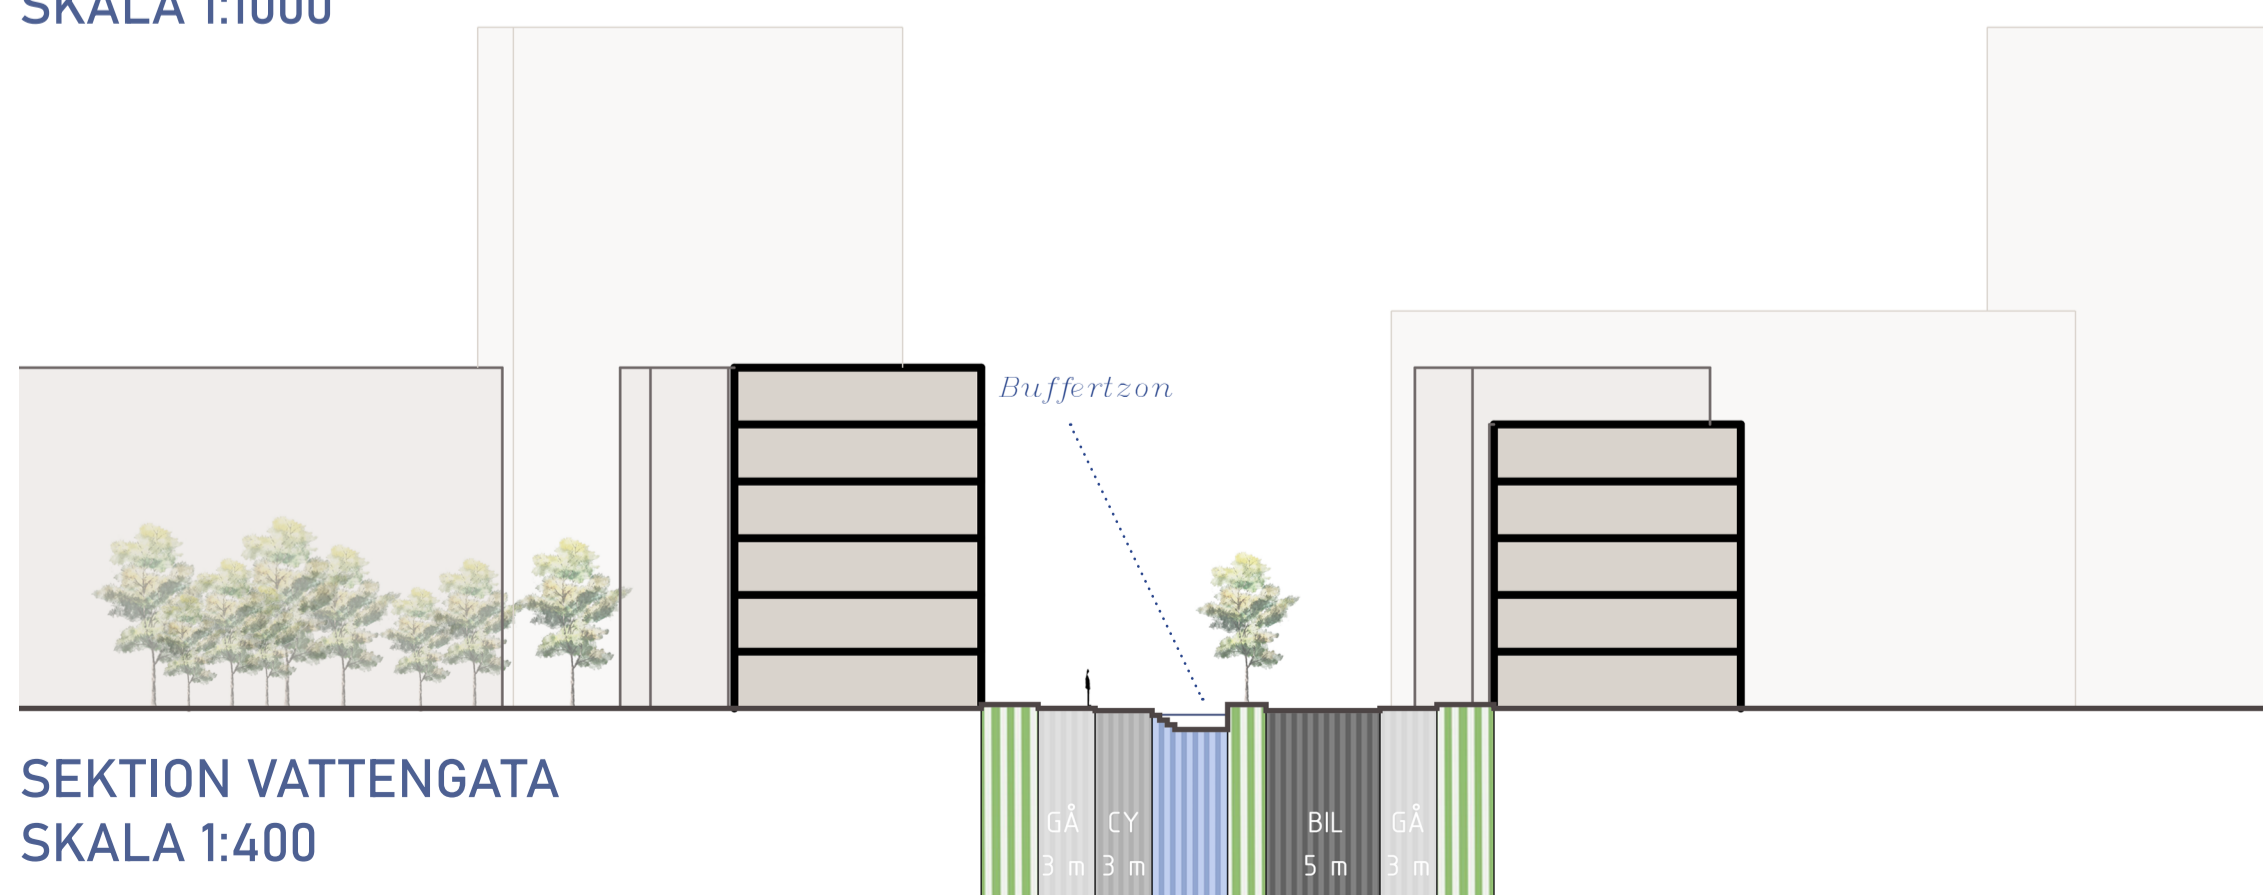 SKALA 1:1000
Buffertzon
GÅ CY BIL GÅ
3 m 3 m 5 m 3 m
SEKTION VATTENGATA
SKALA 1:400